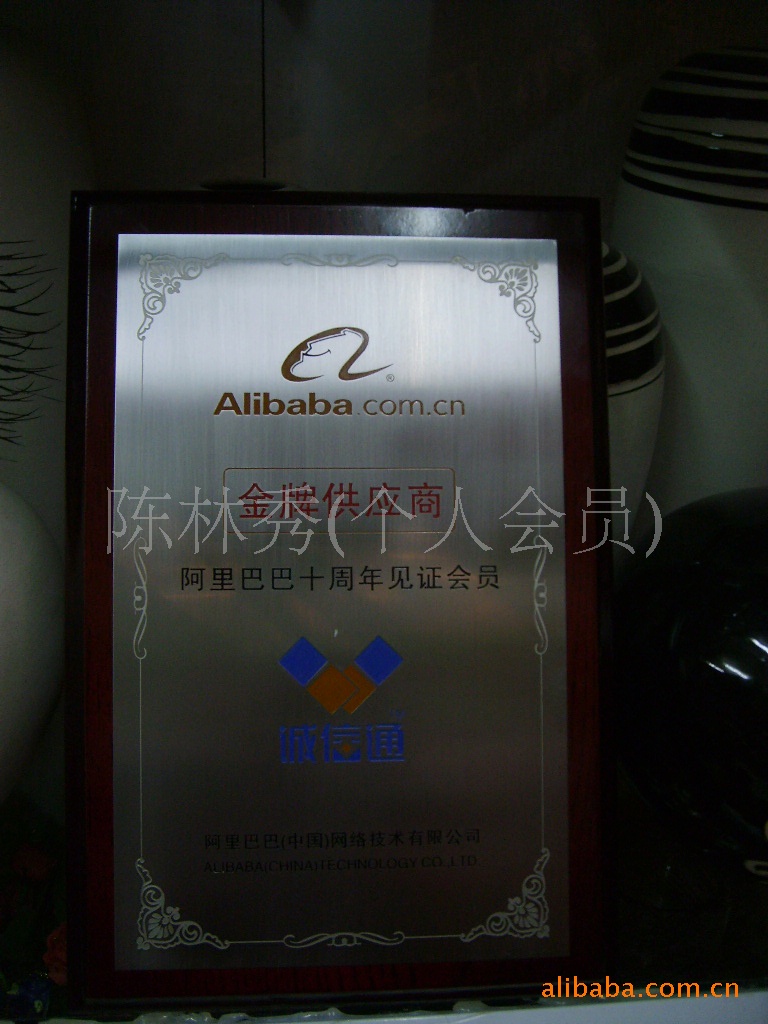 Alibaba.com.cn
金牌供应商
陈林秀(个人会员)
阿里巴巴十周年见证会员
诚信通
阿里巴巴(中国)网络技术有限公司
ALIBABA(CHINA)TECHNOLOGY CO.,LTD.
alibaba.com.cn